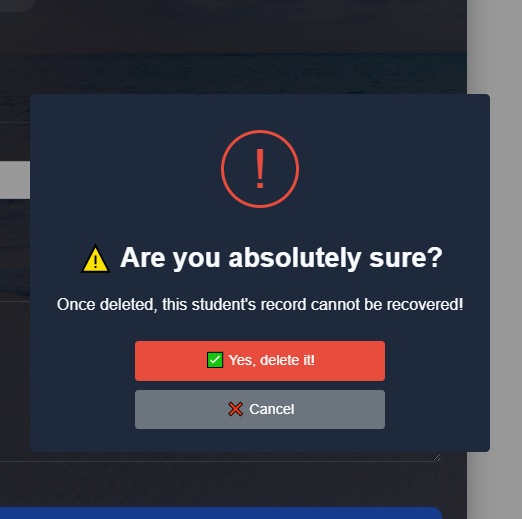 !
⚠️ Are you absolutely sure?
Once deleted, this student's record cannot be recovered!
✅ Yes, delete it!
❌ Cancel